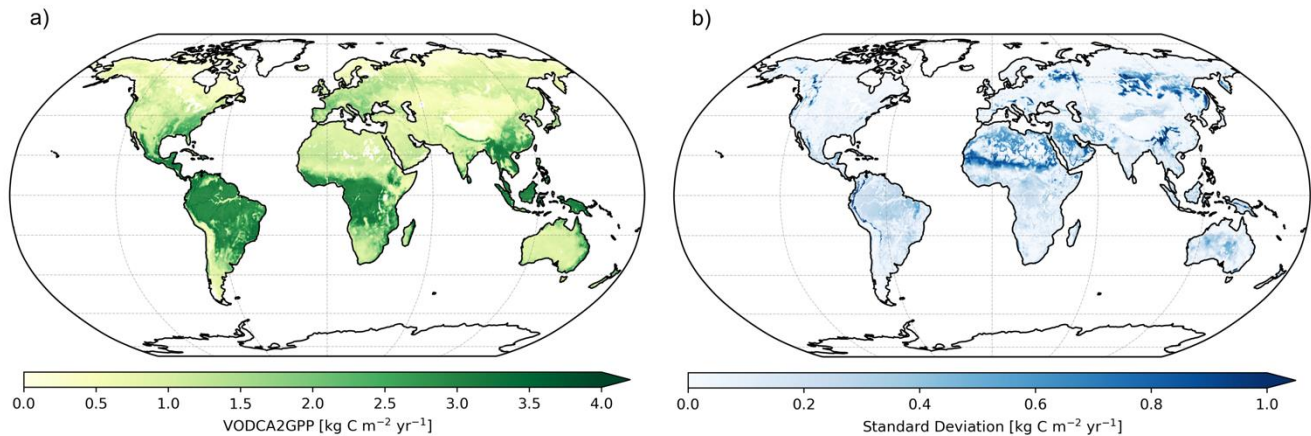 a)
b)
0.0 0.5 1.0 1.5 2.0 2.5 3.0 3.5 4.0
VODCA2GPP [kg C m⁻² yr⁻¹]
0.0 0.2 0.4 0.6 0.8 1.0
Standard Deviation [kg C m⁻² yr⁻¹]